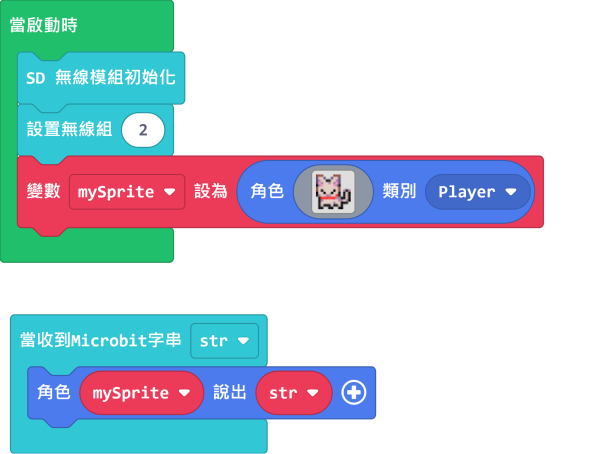 當啟動時
SD 無線模組初始化
設置無線組 2
變數 mySprite 設為 角色 類別 Player
當收到Microbit字串 str
角色 mySprite 說出 str